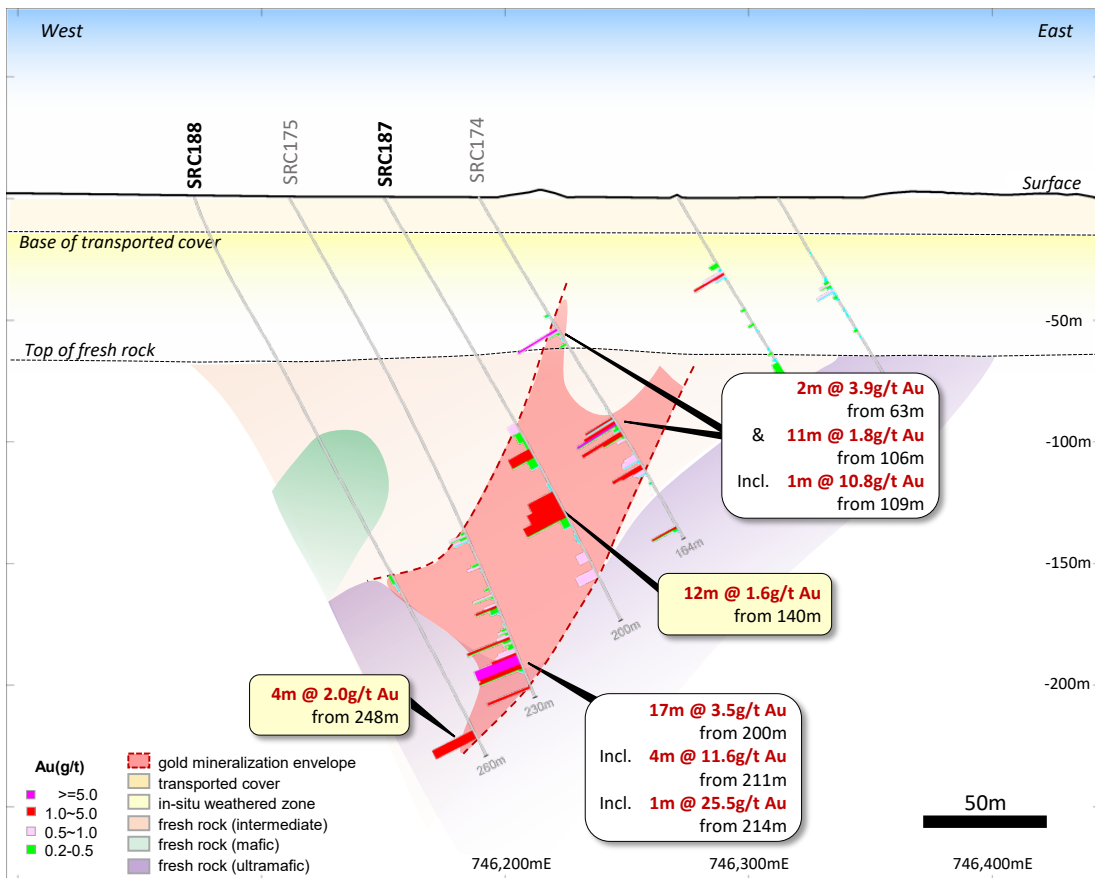 West
East
SRC188
SRC175
SRC187
SRC174
Surface
Base of transported cover
-50m
Top of fresh rock
2m @ 3.9g/t Au
from 63m
& 11m @ 1.8g/t Au
from 106m
Incl. 1m @ 10.8g/t Au
from 109m
-100m
164m
-150m
12m @ 1.6g/t Au
from 140m
200m
4m @ 2.0g/t Au
from 248m
-200m
230m
17m @ 3.5g/t Au
from 200m
Incl. 4m @ 11.6g/t Au
from 211m
Incl. 1m @ 25.5g/t Au
from 214m
260m
Au(g/t)
>=5.0
1.0~5.0
0.5~1.0
0.2-0.5
gold mineralization envelope
transported cover
in-situ weathered zone
fresh rock (intermediate)
fresh rock (mafic)
fresh rock (ultramafic)
50m
746,200mE
746,300mE
746,400mE